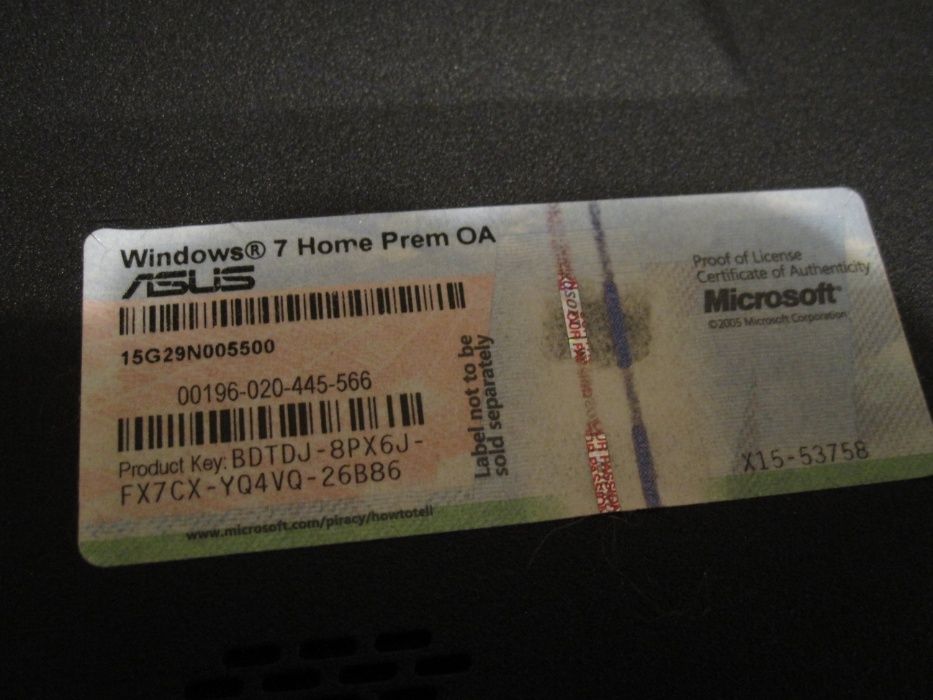 Windows® 7 Home Prem OA
ASUS
15G29N005500
00196-020-445-566
Product Key: BDTDJ-8PX6J-
FX7CX-YQ4VQ-26B86
www.microsoft.com/piracy/howtotell
Label not to be
sold separately
Proof of License
Certificate of Authenticity
Microsoft®
©2005 Microsoft Corporation
X15-53758